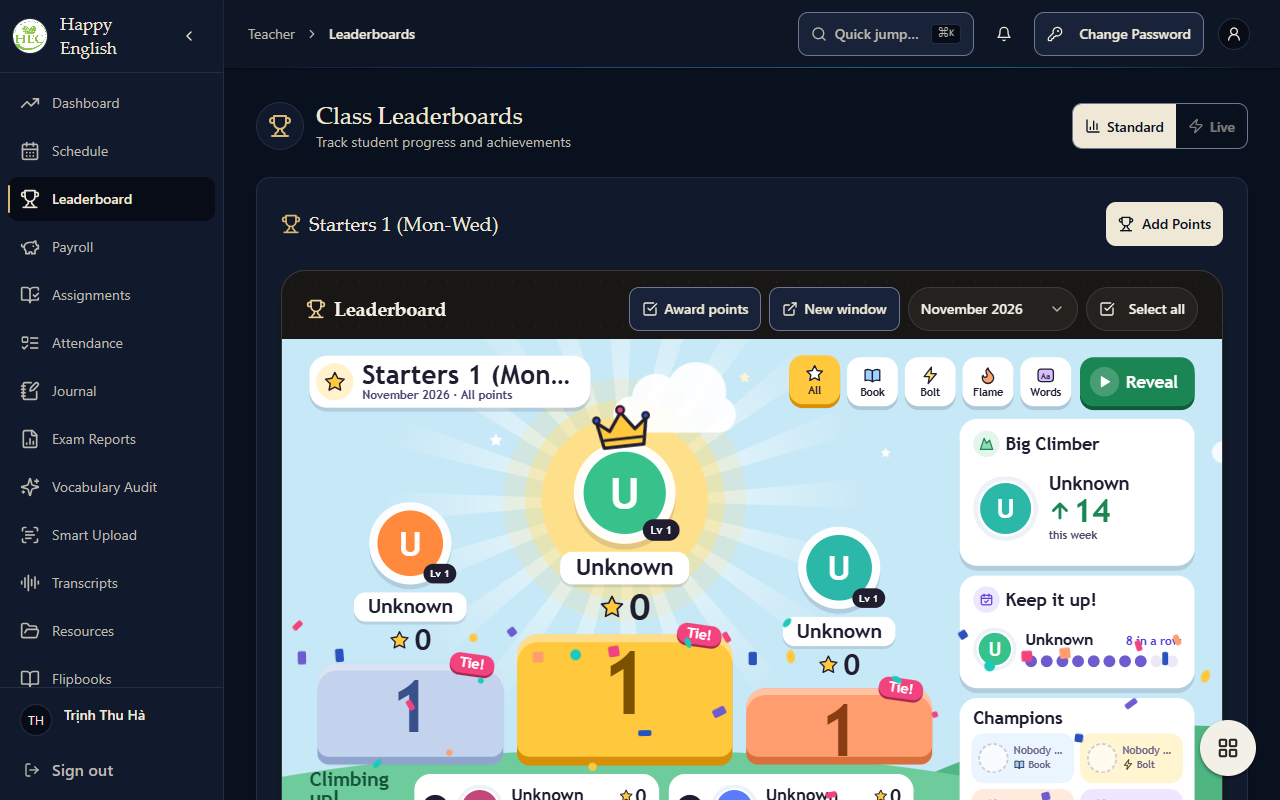 HEC
Happy
English
Dashboard
Schedule
Leaderboard
Payroll
Assignments
Attendance
Journal
Exam Reports
Vocabulary Audit
Smart Upload
Transcripts
Resources
Flipbooks
TH
Trịnh Thu Hà
Sign out
Teacher
Leaderboards
Quick jump...
⌘K
Change Password
Class Leaderboards
Track student progress and achievements
Standard
Live
Starters 1 (Mon-Wed)
Add Points
Leaderboard
Award points
New window
November 2026
Select all
Starters 1 (Mon...
November 2026 · All points
All
Book
Bolt
Flame
Aa
Words
Reveal
U
Lv 1
Unknown
0
Tie!
1
U
Lv 1
Unknown
0
Tie!
1
U
Lv 1
Unknown
0
Tie!
1
Big Climber
U
Unknown
14
this week
Keep it up!
U
Unknown
8 in a row
Champions
Nobody ...
Book
Nobody ...
Bolt
Climbing
up!
Unknown
0
Unknown
0